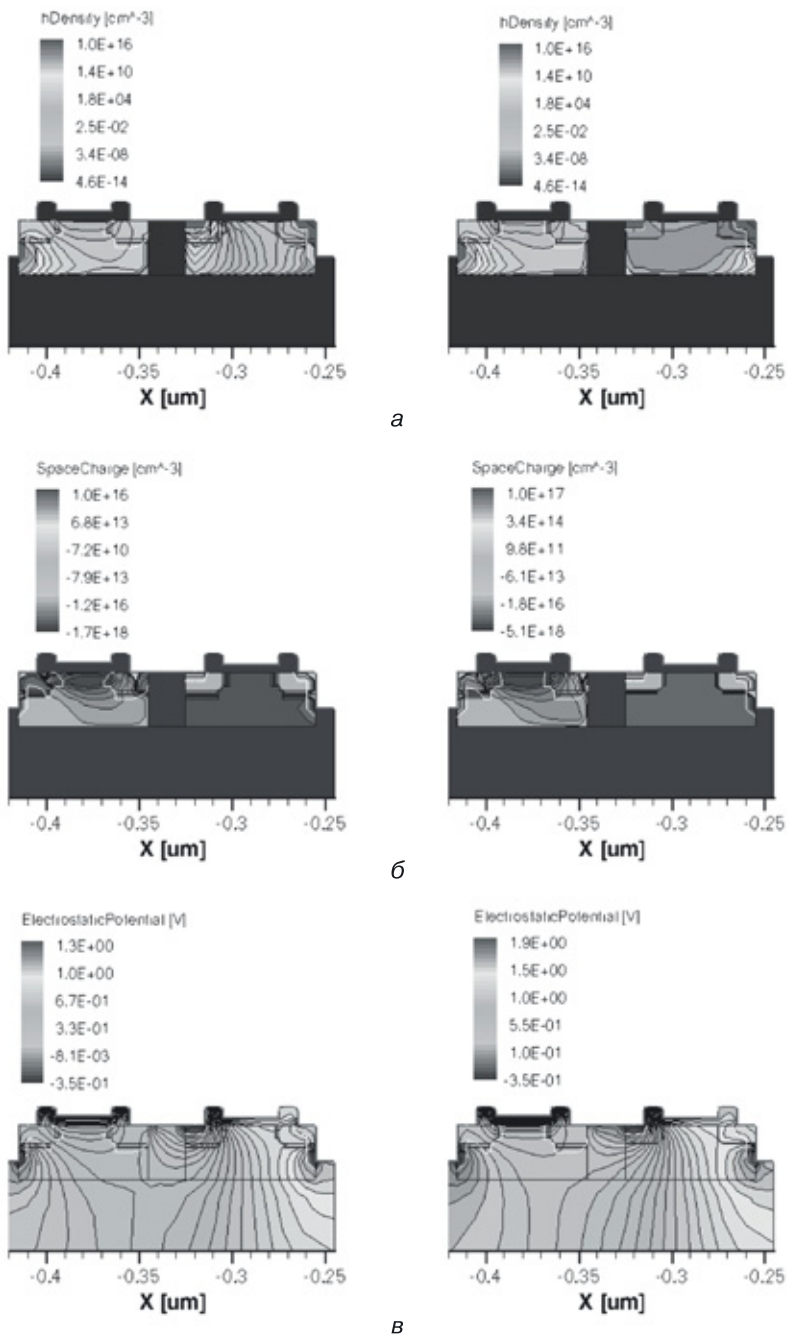 hDensity [cm^-3]
1.0E+16
1.4E+10
1.8E+04
2.5E-02
3.4E-08
4.6E-14
-0.4 -0.35 -0.3 -0.25
X [um]
hDensity [cm^-3]
1.0E+16
1.4E+10
1.8E+04
2.5E-02
3.4E-08
4.6E-14
-0.4 -0.35 -0.3 -0.25
X [um]
а
SpaceCharge [cm^-3]
1.0E+16
6.8E+13
-7.2E+10
-7.9E+13
-1.2E+16
-1.7E+18
-0.4 -0.35 -0.3 -0.25
X [um]
SpaceCharge [cm^-3]
1.0E+17
3.4E+14
9.8E+11
-6.1E+13
-1.8E+16
-5.1E+18
-0.4 -0.35 -0.3 -0.25
X [um]
б
ElectrostaticPotential [V]
1.3E+00
1.0E+00
6.7E-01
3.3E-01
-8.1E-03
-3.5E-01
-0.4 -0.35 -0.3 -0.25
X [um]
ElectrostaticPotential [V]
1.9E+00
1.5E+00
1.0E+00
5.5E-01
1.0E-01
-3.5E-01
-0.4 -0.35 -0.3 -0.25
X [um]
в